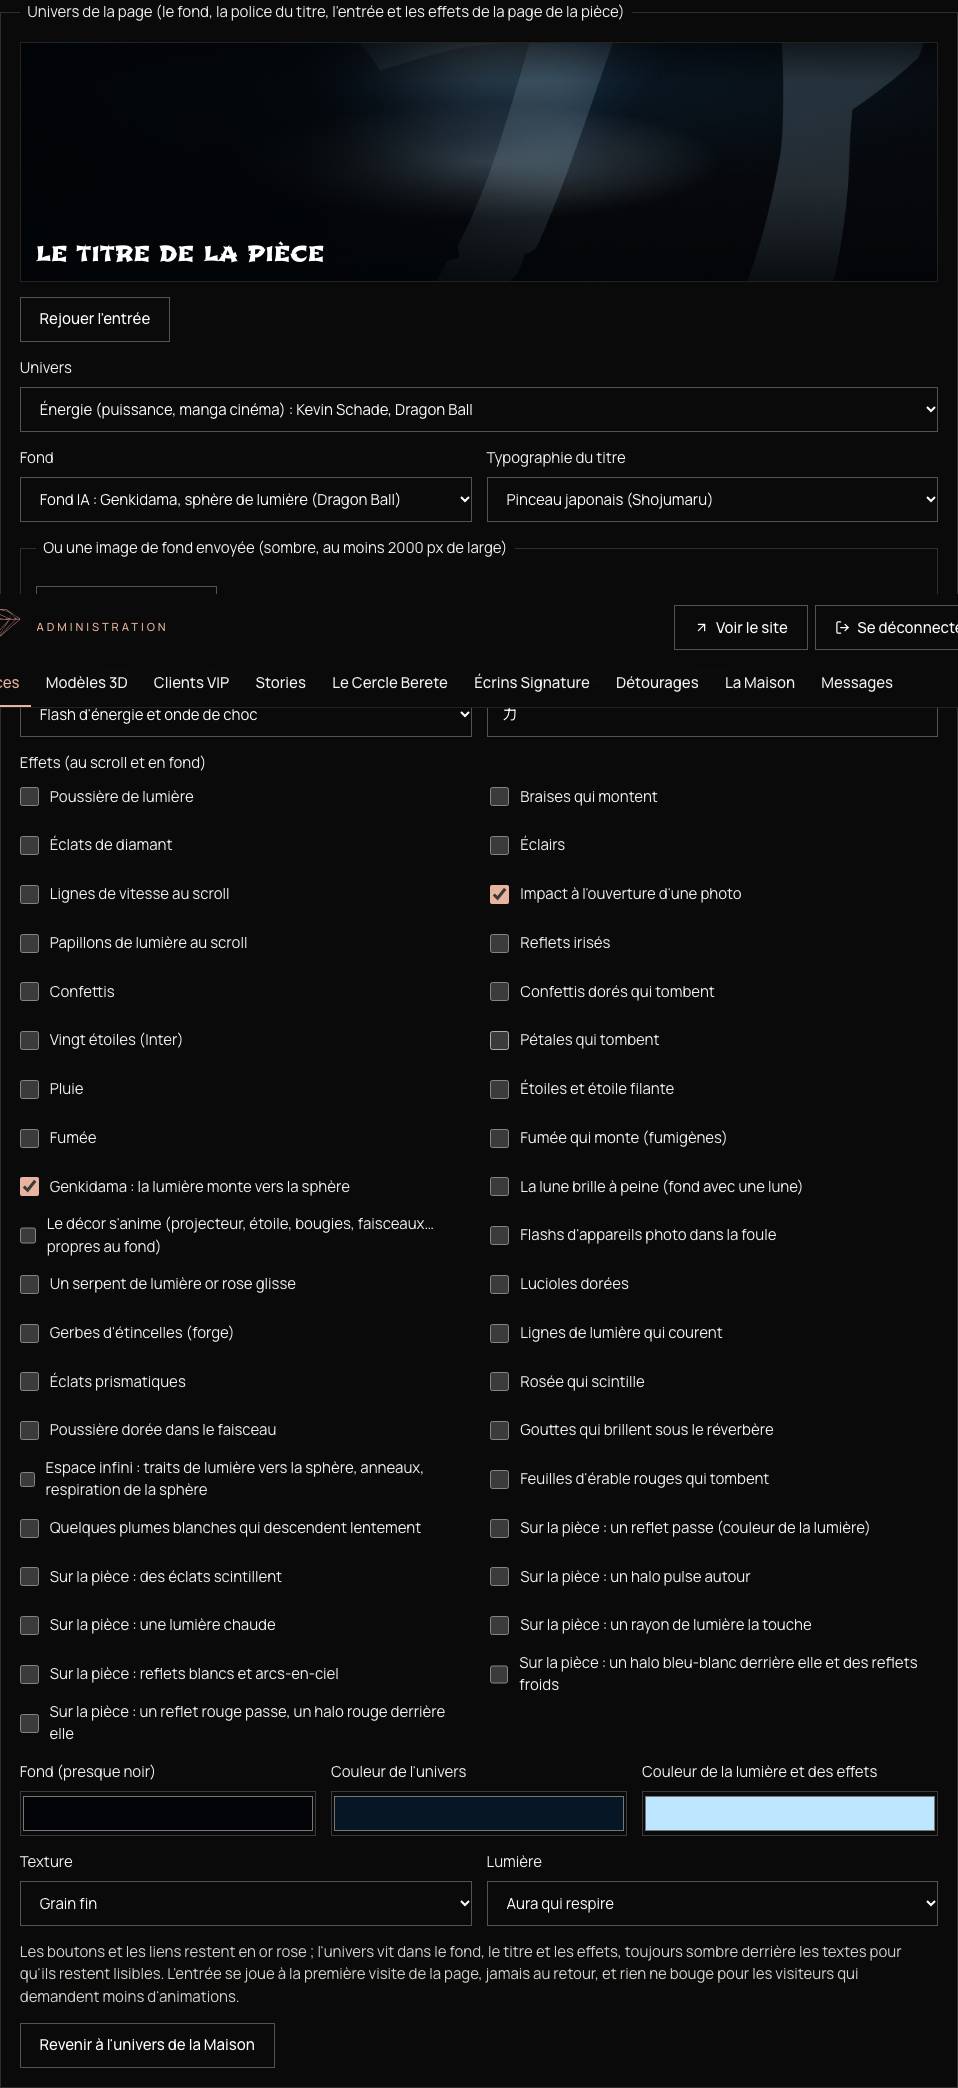 Univers de la page (le fond, la police du titre, l'entrée et les effets de la page de la pièce)
LE TITRE DE LA PIÈCE
Rejouer l'entrée
Univers
Énergie (puissance, manga cinéma) : Kevin Schade, Dragon Ball
Fond
Typographie du titre
Fond IA : Genkidama, sphère de lumière (Dragon Ball)
Pinceau japonais (Shojumaru)
Ou une image de fond envoyée (sombre, au moins 2000 px de large)
ADMINISTRATION
Voir le site
Se déconnecte
ces
Modèles 3D
Clients VIP
Stories
Le Cercle Berete
Écrins Signature
Détourages
La Maison
Messages
Flash d'énergie et onde de choc
力
Effets (au scroll et en fond)
Poussière de lumière
Braises qui montent
Éclats de diamant
Éclairs
Lignes de vitesse au scroll
Impact à l'ouverture d'une photo
Papillons de lumière au scroll
Reflets irisés
Confettis
Confettis dorés qui tombent
Vingt étoiles (Inter)
Pétales qui tombent
Pluie
Étoiles et étoile filante
Fumée
Fumée qui monte (fumigènes)
Genkidama : la lumière monte vers la sphère
La lune brille à peine (fond avec une lune)
Le décor s'anime (projecteur, étoile, bougies, faisceaux…
propres au fond)
Flashs d'appareils photo dans la foule
Un serpent de lumière or rose glisse
Lucioles dorées
Gerbes d'étincelles (forge)
Lignes de lumière qui courent
Éclats prismatiques
Rosée qui scintille
Poussière dorée dans le faisceau
Gouttes qui brillent sous le réverbère
Espace infini : traits de lumière vers la sphère, anneaux,
respiration de la sphère
Feuilles d'érable rouges qui tombent
Quelques plumes blanches qui descendent lentement
Sur la pièce : un reflet passe (couleur de la lumière)
Sur la pièce : des éclats scintillent
Sur la pièce : un halo pulse autour
Sur la pièce : une lumière chaude
Sur la pièce : un rayon de lumière la touche
Sur la pièce : reflets blancs et arcs-en-ciel
Sur la pièce : un halo bleu-blanc derrière elle et des reflets
froids
Sur la pièce : un reflet rouge passe, un halo rouge derrière
elle
Fond (presque noir)
Couleur de l'univers
Couleur de la lumière et des effets
Texture
Lumière
Grain fin
Aura qui respire
Les boutons et les liens restent en or rose ; l'univers vit dans le fond, le titre et les effets, toujours sombre derrière les textes pour
qu'ils restent lisibles. L'entrée se joue à la première visite de la page, jamais au retour, et rien ne bouge pour les visiteurs qui
demandent moins d'animations.
Revenir à l'univers de la Maison